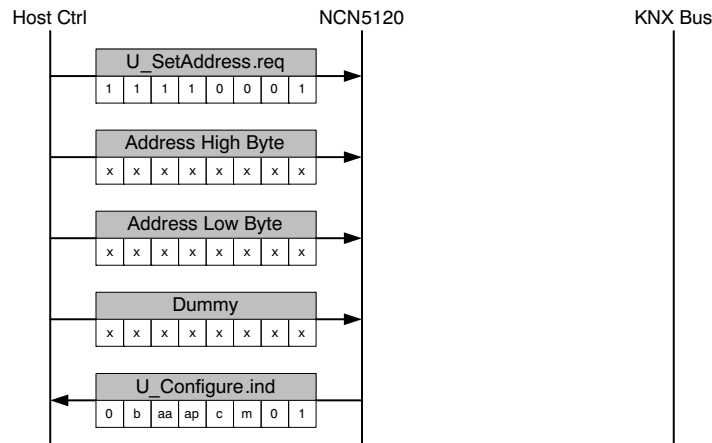 Host Ctrl NCN5120 KNX Bus
U_SetAddress.req
1 1 1 1 0 0 0 1
Address High Byte
x x x x x x x x
Address Low Byte
x x x x x x x x
Dummy
x x x x x x x x
U_Configure.ind
0 b aa ap c m 0 1